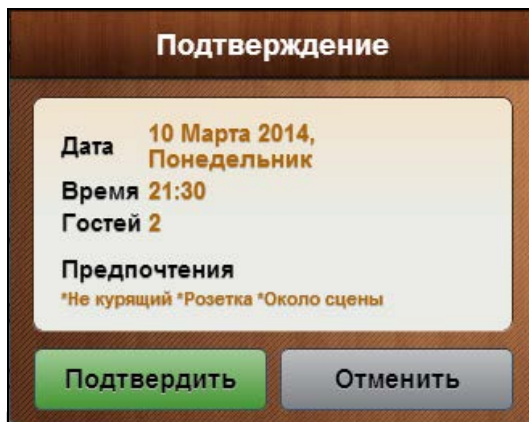 Подтверждение
Дата 10 Марта 2014,
Понедельник
Время 21:30
Гостей 2
Предпочтения
*Не курящий *Розетка *Около сцены
Подтвердить Отменить